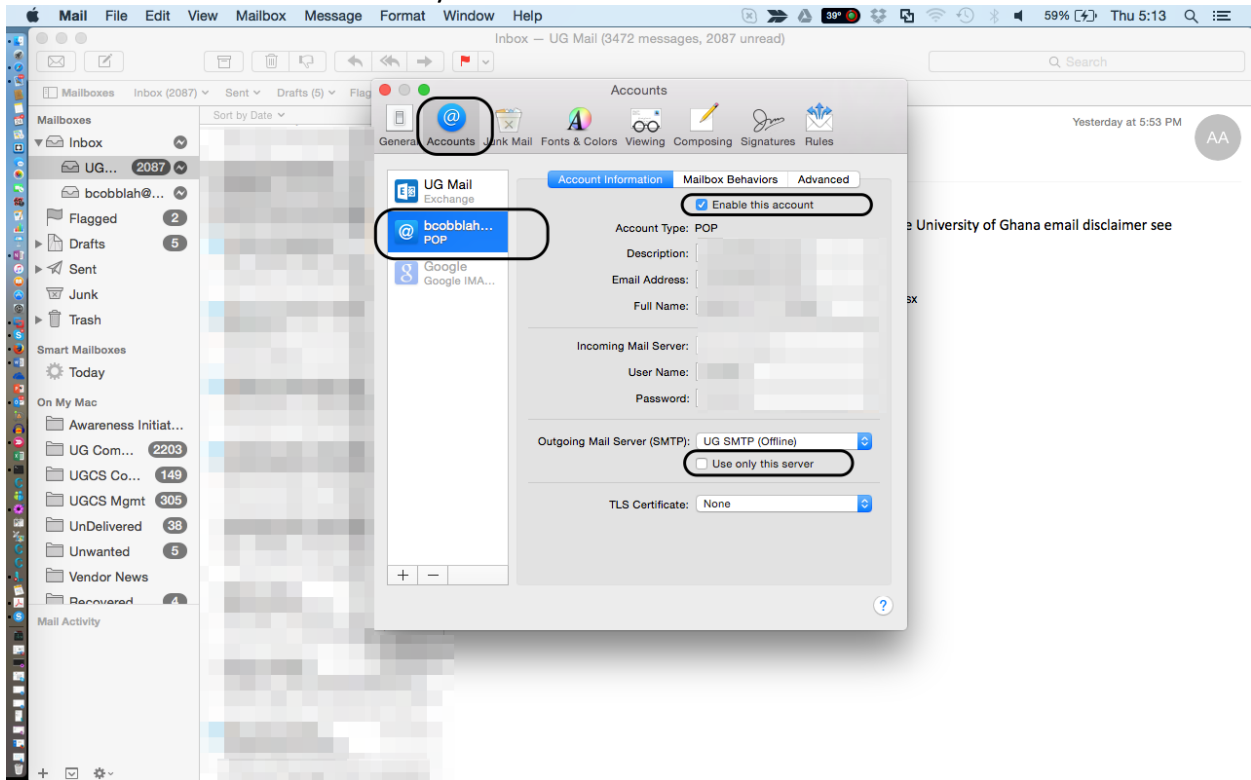 Mail File Edit View Mailbox Message Format Window Help 39° 59% Thu 5:13
Inbox — UG Mail (3472 messages, 2087 unread)
Search
Mailboxes Inbox (2087) Sent Drafts (5) Flag
Accounts
Mailboxes
Sort by Date
Yesterday at 5:53 PM
AA
General Accounts Junk Mail Fonts & Colors Viewing Composing Signatures Rules
Inbox
UG... 2087
bcobblah@...
Flagged 2
Drafts 5
Sent
Junk
Trash
Smart Mailboxes
Today
On My Mac
Awareness Initiat...
UG Com... 2203
UGCS Co... 149
UGCS Mgmt 305
UnDelivered 38
Unwanted 5
Vendor News
Recovered 4
Mail Activity
UG Mail
Exchange
bcobblah...
POP
Google
Google IMA...
Account Information Mailbox Behaviors Advanced
Enable this account
Account Type: POP
Description:
Email Address:
Full Name:
Incoming Mail Server:
User Name:
Password:
Outgoing Mail Server (SMTP): UG SMTP (Offline)
Use only this server
TLS Certificate: None
e University of Ghana email disclaimer see
sx